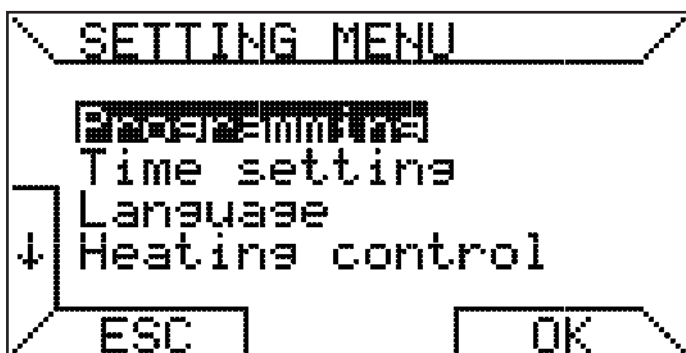 SETTING MENU
Programming
Time setting
Language
↓ Heating control
ESC OK